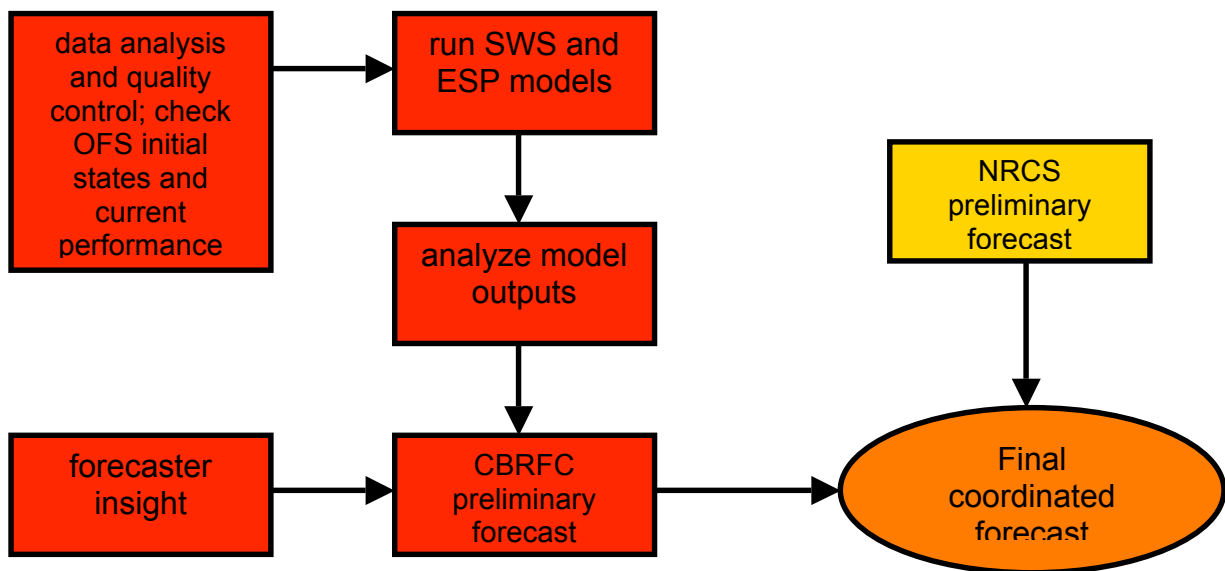 data analysis
and quality
control; check
OFS initial
states and
current
performance
run SWS and
ESP models
analyze model
outputs
NRCS
preliminary
forecast
forecaster
insight
CBRFC
preliminary
forecast
Final
coordinated
forecast